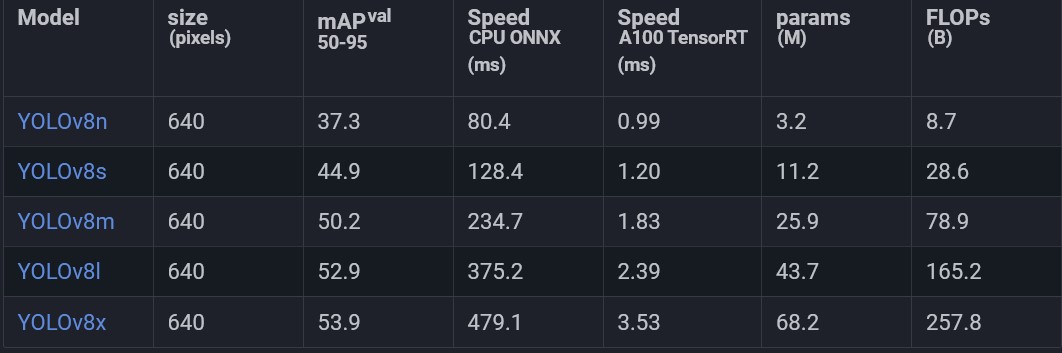 Model size mAPval Speed Speed params FLOPs
(pixels) 50-95 CPU ONNX A100 TensorRT (M) (B)
(ms) (ms)
YOLOv8n 640 37.3 80.4 0.99 3.2 8.7
YOLOv8s 640 44.9 128.4 1.20 11.2 28.6
YOLOv8m 640 50.2 234.7 1.83 25.9 78.9
YOLOv8l 640 52.9 375.2 2.39 43.7 165.2
YOLOv8x 640 53.9 479.1 3.53 68.2 257.8